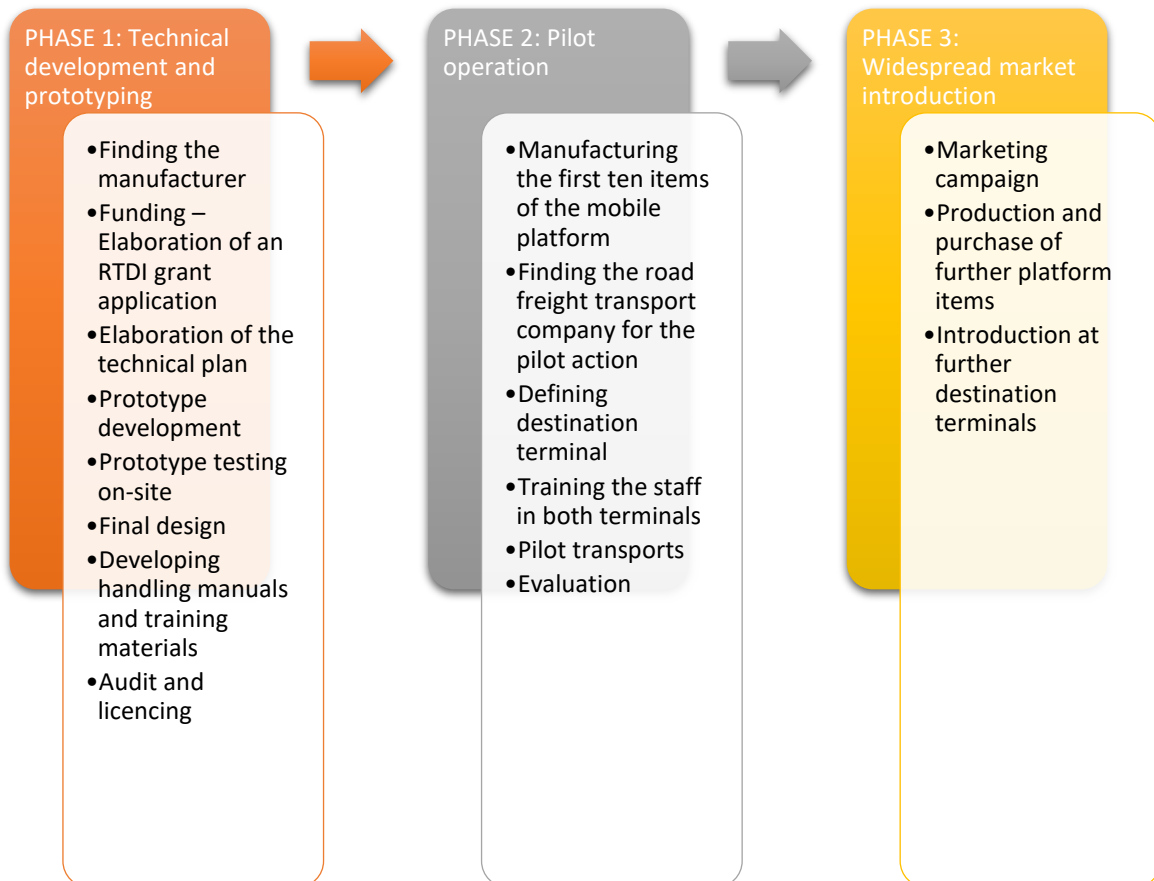 PHASE 1: Technical
development and
prototyping
•Finding the
manufacturer
•Funding –
Elaboration of an
RTDI grant
application
•Elaboration of the
technical plan
•Prototype
development
•Prototype testing
on-site
•Final design
•Developing
handling manuals
and training
materials
•Audit and
licencing
PHASE 2: Pilot
operation
•Manufacturing
the first ten items
of the mobile
platform
•Finding the road
freight transport
company for the
pilot action
•Defining
destination
terminal
•Training the staff
in both terminals
•Pilot transports
•Evaluation
PHASE 3:
Widespread market
introduction
•Marketing
campaign
•Production and
purchase of
further platform
items
•Introduction at
further
destination
terminals